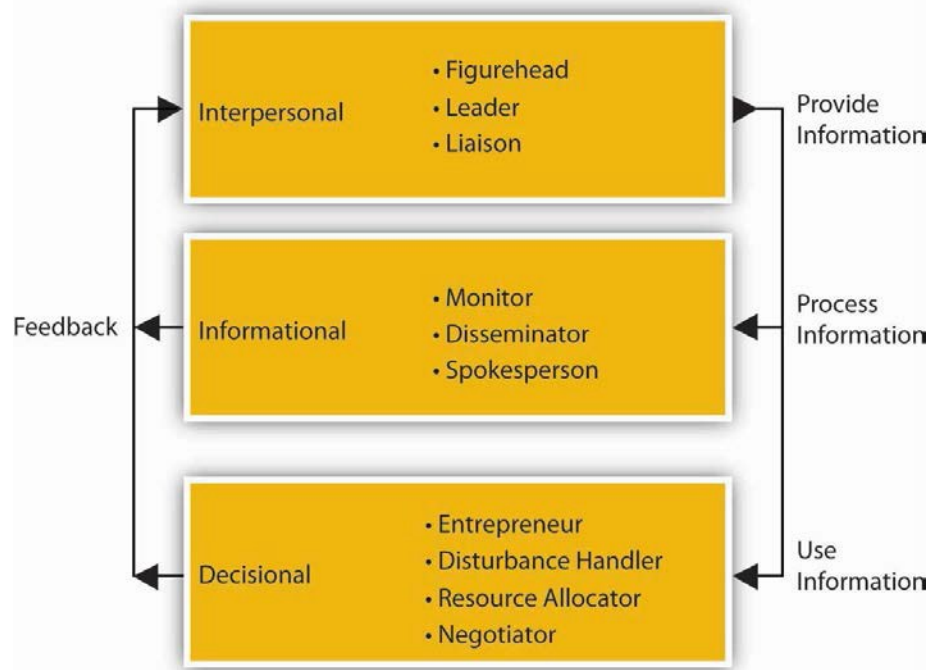 Interpersonal
• Figurehead
• Leader
• Liaison
Provide
Information
Feedback
Informational
• Monitor
• Disseminator
• Spokesperson
Process
Information
Decisional
• Entrepreneur
• Disturbance Handler
• Resource Allocator
• Negotiator
Use
Information